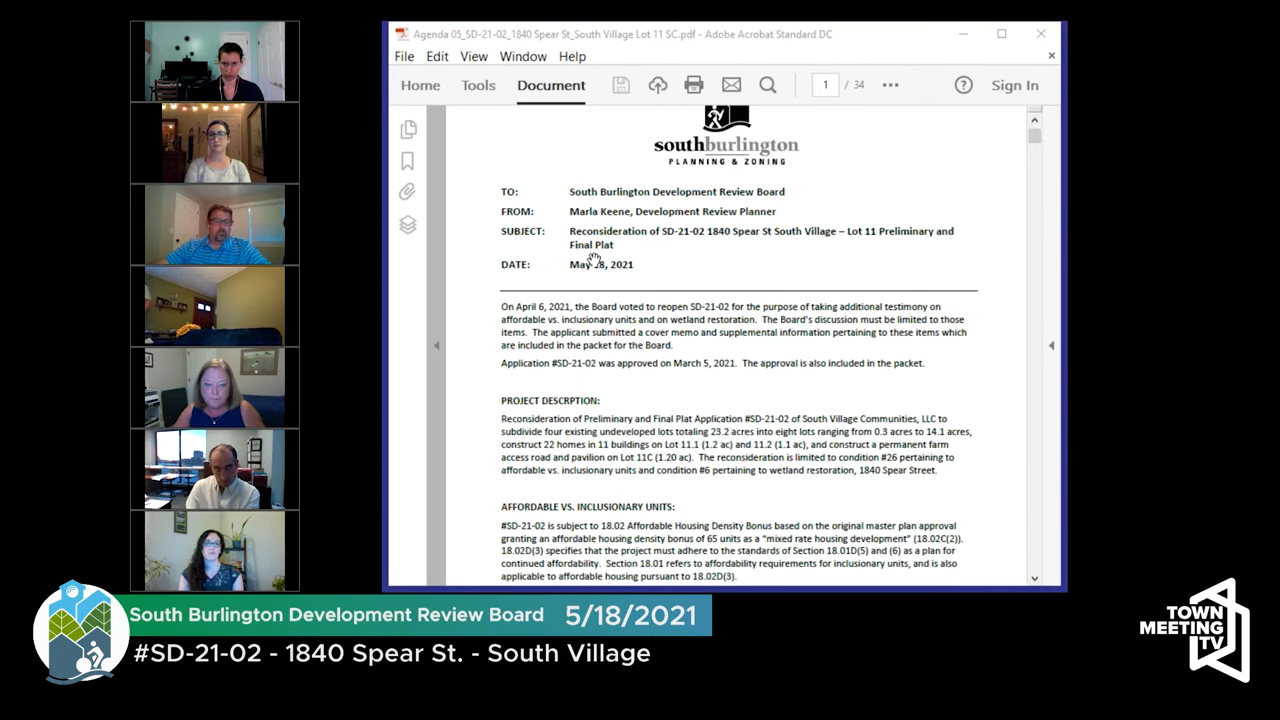 Agenda 05_SD-21-02_1840 Spear St_South Village Lot 11 SC.pdf - Adobe Acrobat Standard DC
File Edit View Window Help
Home Tools Document 1 / 34 Sign In
southburlington
PLANNING & ZONING
TO: South Burlington Development Review Board
FROM: Marla Keene, Development Review Planner
SUBJECT: Reconsideration of SD-21-02 1840 Spear St South Village – Lot 11 Preliminary and
Final Plat
DATE: May 8, 2021
On April 6, 2021, the Board voted to reopen SD-21-02 for the purpose of taking additional testimony on
affordable vs. inclusionary units and on wetland restoration. The Board's discussion must be limited to those
items. The applicant submitted a cover memo and supplemental information pertaining to these items which
are included in the packet for the Board.
Application #SD-21-02 was approved on March 5, 2021. The approval is also included in the packet.
PROJECT DESCRPTION:
Reconsideration of Preliminary and Final Plat Application #SD-21-02 of South Village Communities, LLC to
subdivide four existing undeveloped lots totaling 23.2 acres into eight lots ranging from 0.3 acres to 14.1 acres,
construct 22 homes in 11 buildings on Lot 11.1 (1.2 ac) and 11.2 (1.1 ac), and construct a permanent farm
access road and pavilion on Lot 11C (1.20 ac). The reconsideration is limited to condition #26 pertaining to
affordable vs. inclusionary units and condition #6 pertaining to wetland restoration, 1840 Spear Street.
AFFORDABLE VS. INCLUSIONARY UNITS:
#SD-21-02 is subject to 18.02 Affordable Housing Density Bonus based on the original master plan approval
granting an affordable housing density bonus of 65 units as a “mixed rate housing development” (18.02C(2)).
18.02D(3) specifies that the project must adhere to the standards of Section 18.01D(5) and (6) as a plan for
continued affordability. Section 18.01 refers to affordability requirements for inclusionary units, and is also
applicable to affordable housing pursuant to 18.02D(3).
South Burlington Development Review Board 5/18/2021
#SD-21-02 - 1840 Spear St. - South Village
TOWN
MEETING
TV